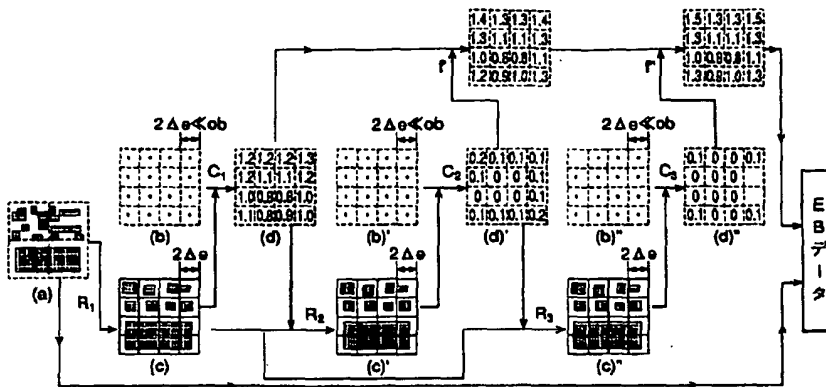 1.4 1.3 1.3 1.4
1.3 1.1 1.1 1.3
1.0 0.8 0.8 1.1
1.2 0.9 1.0 1.3
1.5 1.3 1.3 1.5
1.3 1.1 1.1 1.3
1.0 0.8 0.8 1.1
1.3 0.9 1.0 1.3
f'
f"
2Δe≪σb
2Δe≪σb
2Δe≪σb
C₁
1.2 1.2 1.2 1.3
1.2 1.1 1.1 1.2
1.0 0.8 0.8 1.0
1.1 0.8 0.9 1.0
C₂
0.2 0.1 0.1 0.1
0.1 0 0 0.1
0 0 0 0.1
0.1 0.1 0.1 0.2
C₃
0.1 0 0 0.1
0 0 0 0
0 0 0 0
0.1 0 0 0.1
(b)
(d)
(b)'
(d)'
(b)"
(d)"
EBデータ
(a)
2Δe
2Δe
2Δe
R₁
R₂
R₃
(c)
(c)'
(c)"